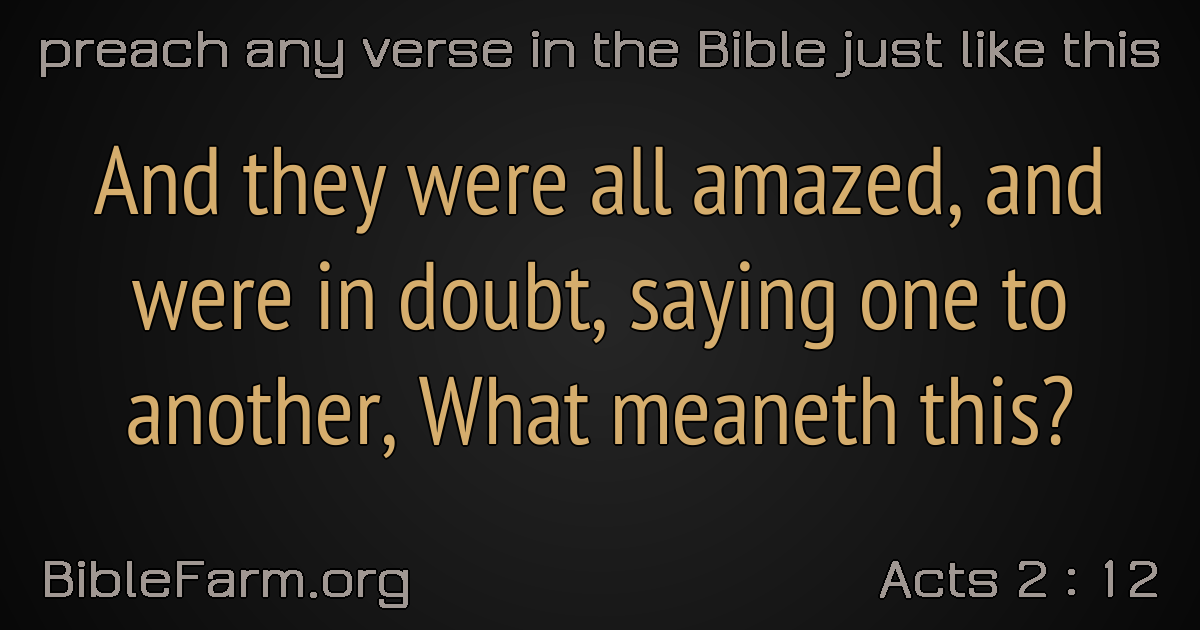 preach any verse in the Bible just like this
And they were all amazed, and
were in doubt, saying one to
another, What meaneth this?
BibleFarm.org
Acts 2 : 12